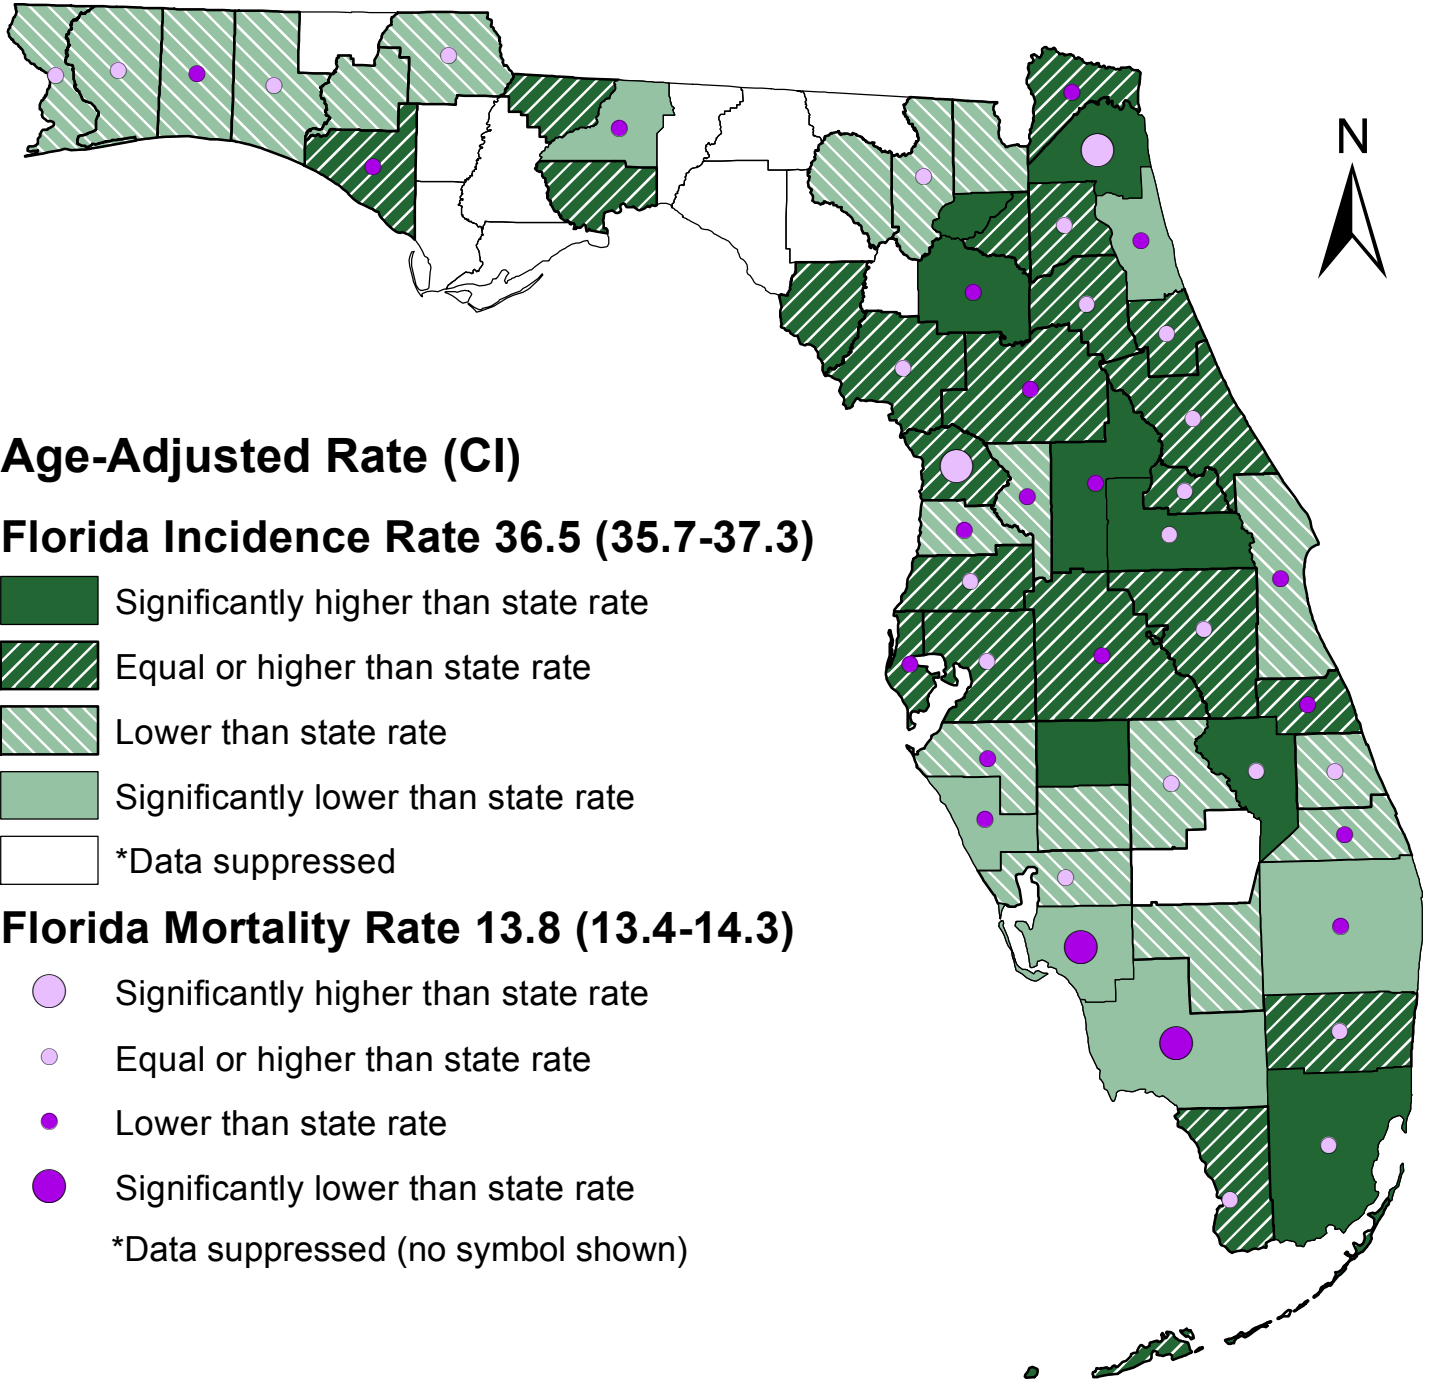 N
Age-Adjusted Rate (CI)
Florida Incidence Rate 36.5 (35.7-37.3)
Significantly higher than state rate
Equal or higher than state rate
Lower than state rate
Significantly lower than state rate
*Data suppressed
Florida Mortality Rate 13.8 (13.4-14.3)
Significantly higher than state rate
Equal or higher than state rate
Lower than state rate
Significantly lower than state rate
*Data suppressed (no symbol shown)